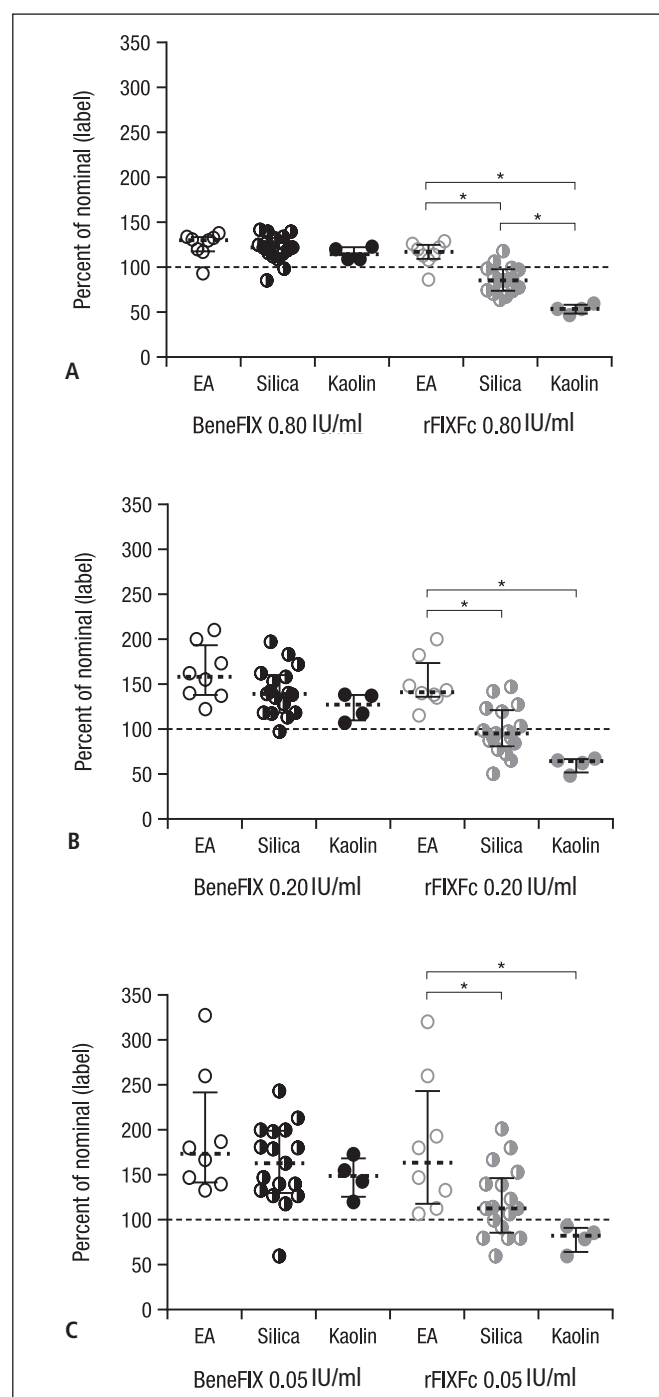 350
300
250
200
150
100
50
0
Percent of nominal (label)
*
*
*
A
EA Silica Kaolin EA Silica Kaolin
BeneFIX 0.80 IU/ml rFIXFc 0.80 IU/ml
350
300
250
200
150
100
50
0
Percent of nominal (label)
*
*
B
EA Silica Kaolin EA Silica Kaolin
BeneFIX 0.20 IU/ml rFIXFc 0.20 IU/ml
350
300
250
200
150
100
50
0
Percent of nominal (label)
*
*
C
EA Silica Kaolin EA Silica Kaolin
BeneFIX 0.05 IU/ml rFIXFc 0.05 IU/ml